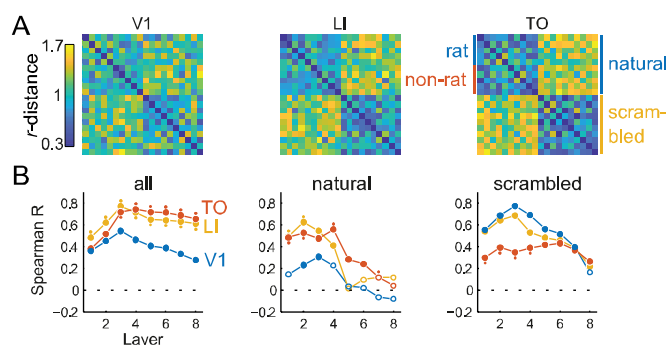 A
V1
LI
TO
1.7
1
0.3
r-distance
rat
non-rat
natural
scram-
bled
B
all
natural
scrambled
0.8
0.6
0.4
0.2
0
−0.2
Spearman R
TO
LI
V1
2 4 6 8
Layer
0.8
0.6
0.4
0.2
0
−0.2
2 4 6 8
0.8
0.6
0.4
0.2
0
−0.2
2 4 6 8